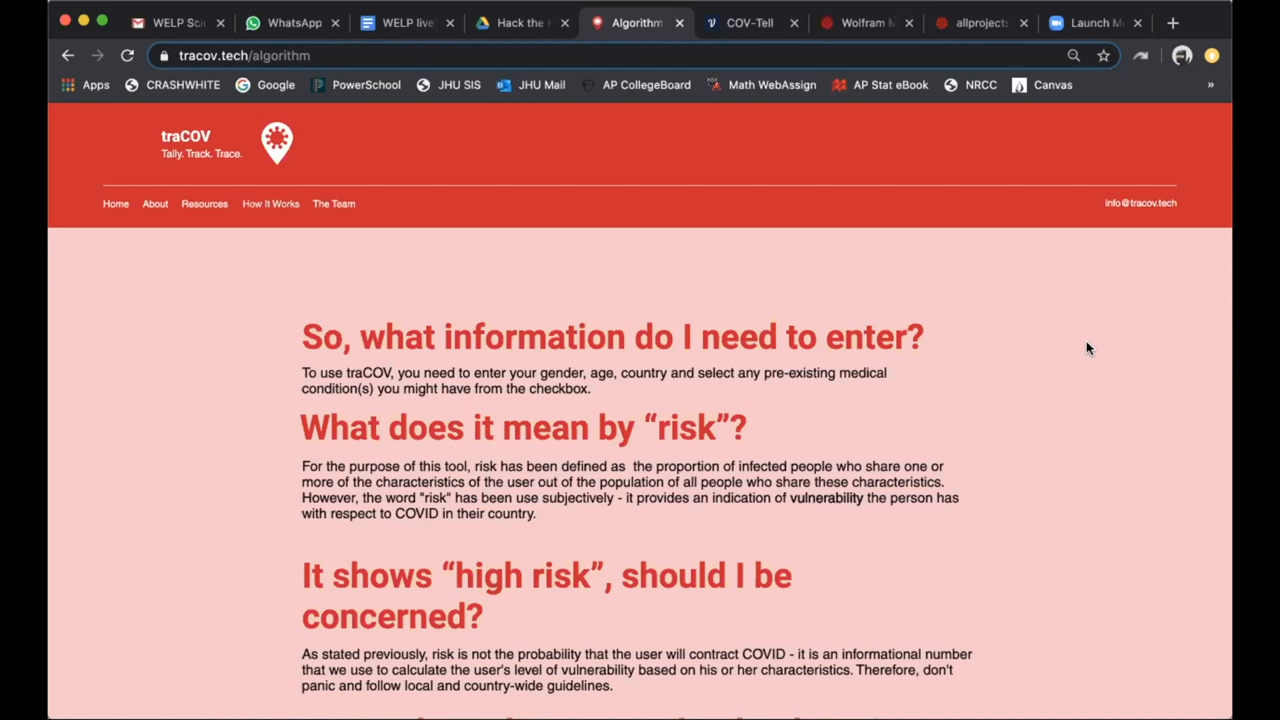 WELP Sci
WhatsApp
WELP live
Hack the
Algorithm
COV-Tell
Wolfram
allproject
Launch M
tracov.tech/algorithm
Apps
CRASHWHITE
Google
PowerSchool
JHU SIS
JHU Mail
AP CollegeBoard
Math WebAssign
AP Stat eBook
NRCC
Canvas
»
traCOV
Tally. Track. Trace.
Home
About
Resources
How It Works
The Team
info@tracov.tech
So, what information do I need to enter?
To use traCOV, you need to enter your gender, age, country and select any pre-existing medical
condition(s) you might have from the checkbox.
What does it mean by “risk”?
For the purpose of this tool, risk has been defined as the proportion of infected people who share one or
more of the characteristics of the user out of the population of all people who share these characteristics.
However, the word "risk" has been use subjectively - it provides an indication of vulnerability the person has
with respect to COVID in their country.
It shows “high risk”, should I be
concerned?
As stated previously, risk is not the probability that the user will contract COVID - it is an informational number
that we use to calculate the user's level of vulnerability based on his or her characteristics. Therefore, don't
panic and follow local and country-wide guidelines.